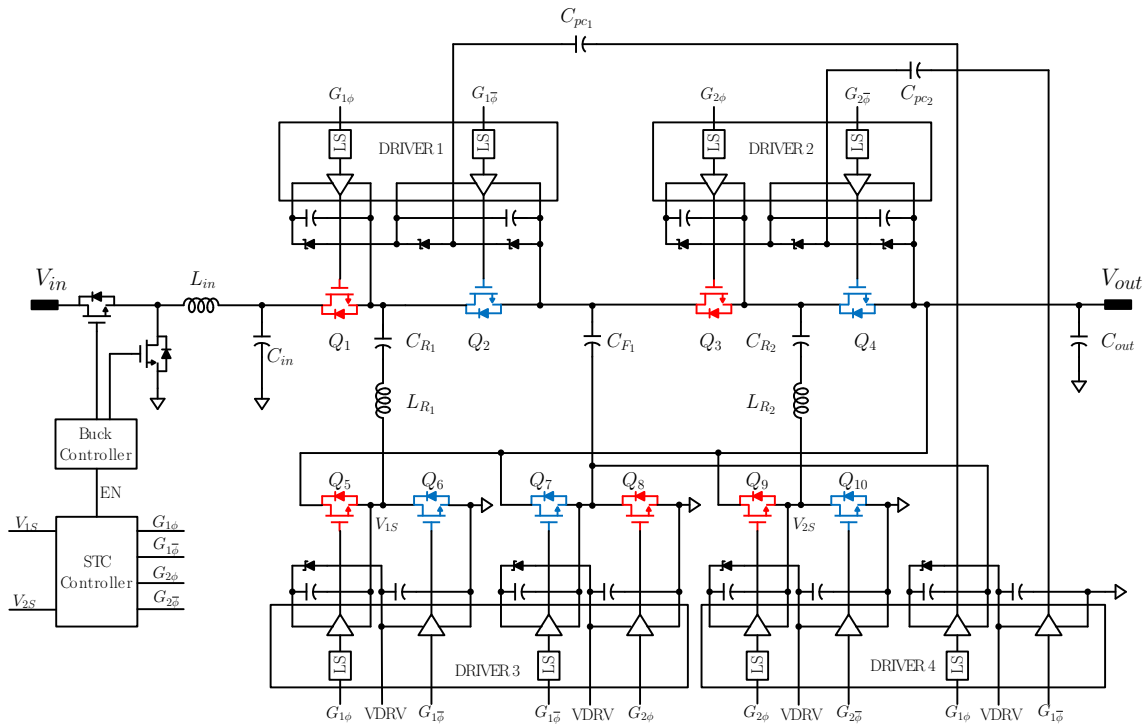 C_{pc_1}
C_{pc_2}
G_{1ϕ} G_{1ϕ̅} G_{2ϕ} G_{2ϕ̅}
LS LS LS LS
DRIVER 1 DRIVER 2
V_{in} L_{in} V_{out}
Q_1 C_{R_1} Q_2 C_{F_1} Q_3 C_{R_2} Q_4
C_{in} C_{out}
L_{R_1} L_{R_2}
Buck
Controller
EN
Q_5 Q_6 Q_7 Q_8 Q_9 Q_{10}
V_{1S} V_{2S}
V_{1S} G_{1ϕ}
G_{1ϕ̅}
STC
Controller
G_{2ϕ}
V_{2S} G_{2ϕ̅}
LS LS LS LS
DRIVER 3 DRIVER 4
G_{1ϕ} VDRV G_{1ϕ̅} G_{1ϕ̅} VDRV G_{2ϕ} G_{2ϕ} VDRV G_{2ϕ̅} G_{1ϕ} VDRV G_{1ϕ̅}